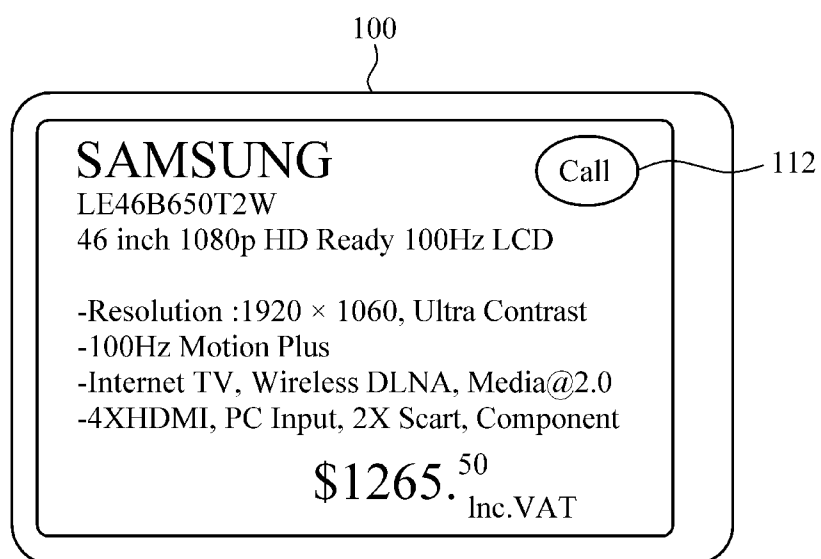 100
SAMSUNG
Call
112
LE46B650T2W
46 inch 1080p HD Ready 100Hz LCD
-Resolution :1920 × 1060, Ultra Contrast
-100Hz Motion Plus
-Internet TV, Wireless DLNA, Media@2.0
-4XHDMI, PC Input, 2X Scart, Component
$1265.50
lnc.VAT